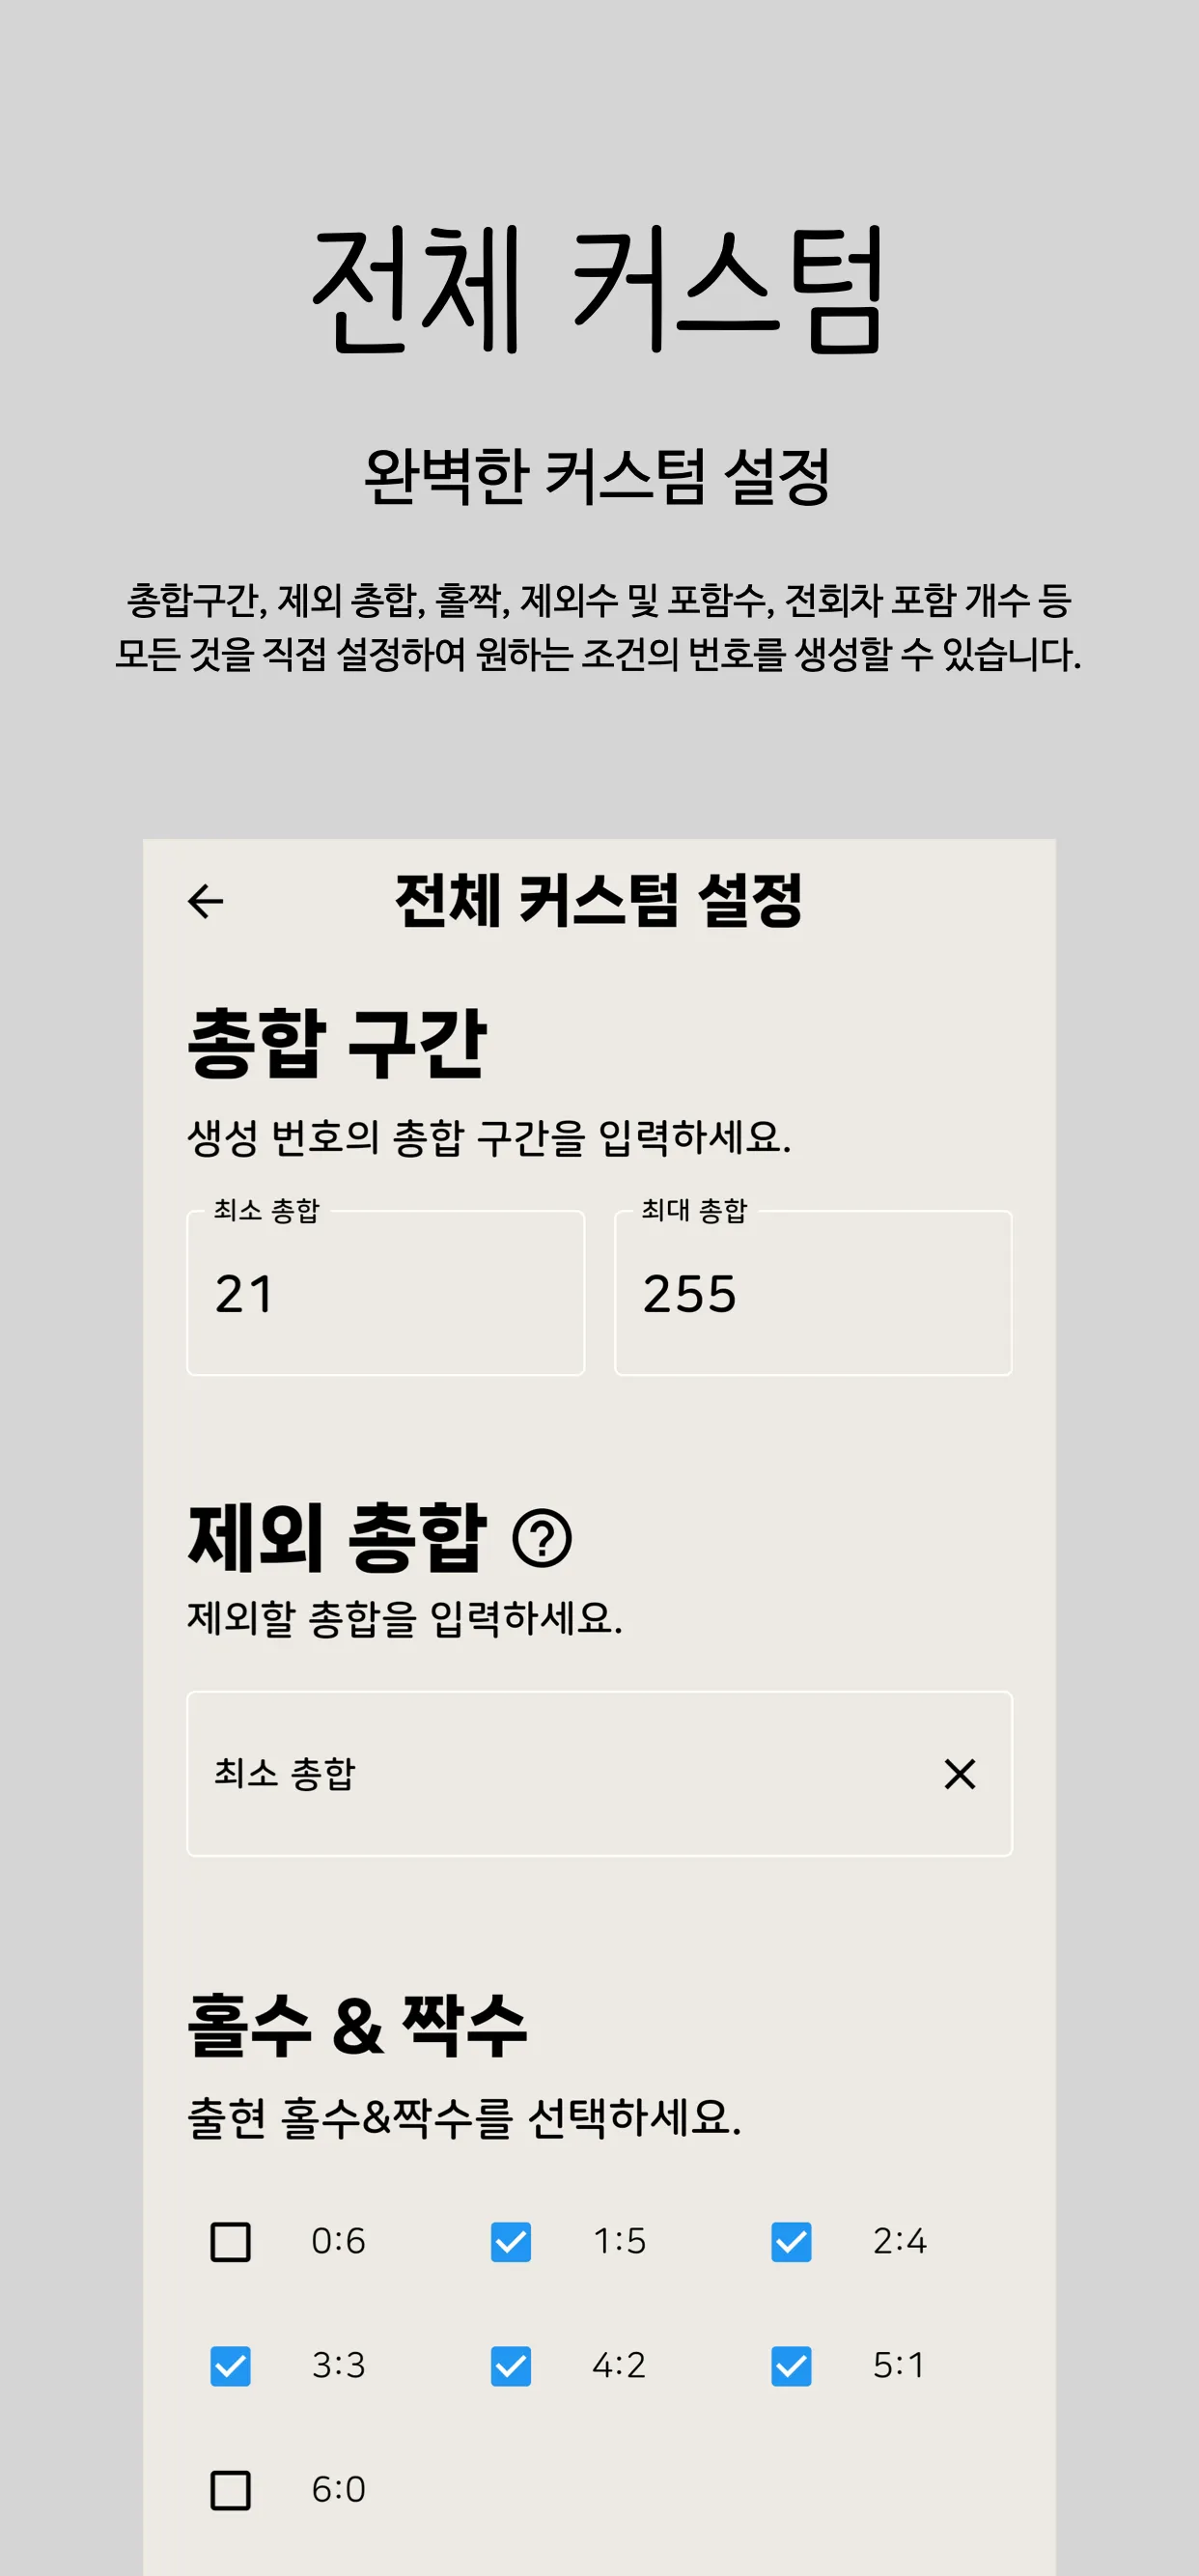 전체 커스텀
완벽한 커스텀 설정
총합구간, 제외 총합, 홀짝, 제외수 및 포함수, 전회차 포함 개수 등
모든 것을 직접 설정하여 원하는 조건의 번호를 생성할 수 있습니다.
전체 커스텀 설정
총합 구간
생성 번호의 총합 구간을 입력하세요.
최소 총합 최대 총합
21 255
제외 총합 ?
제외할 총합을 입력하세요.
최소 총합
홀수 & 짝수
출현 홀수&짝수를 선택하세요.
0:6 1:5 2:4
3:3 4:2 5:1
6:0